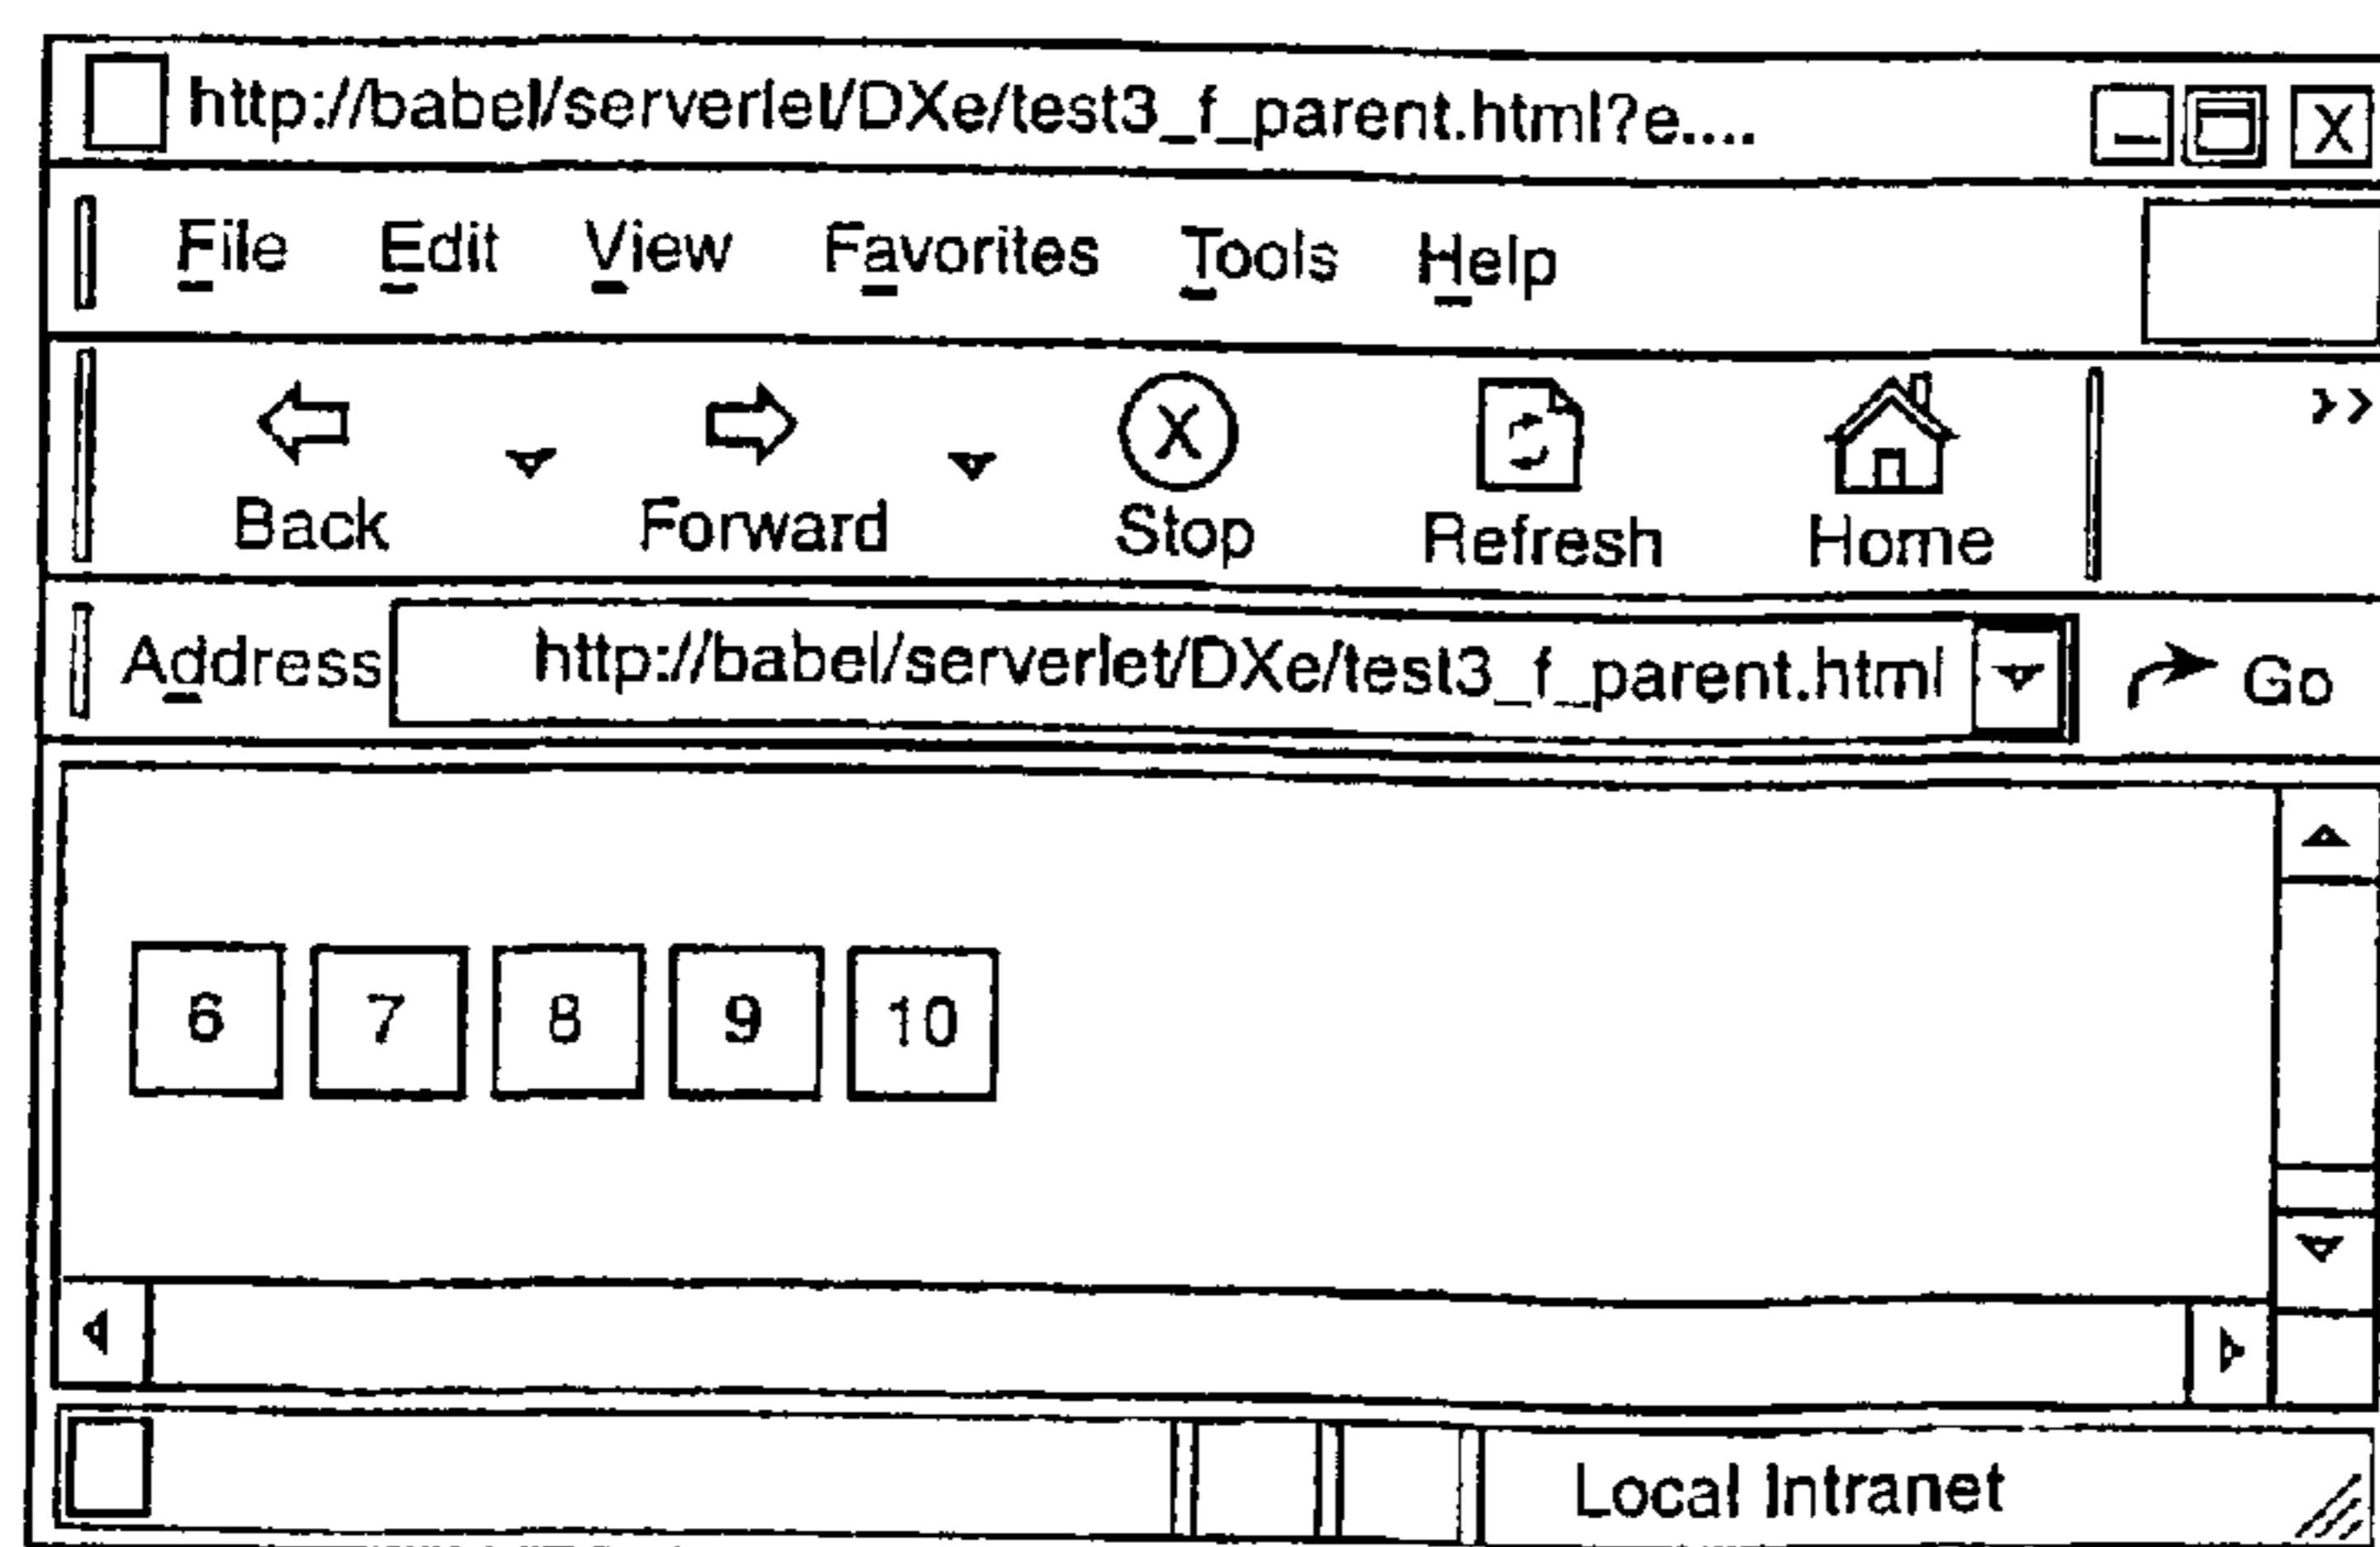 http://babel/serverlet/DXe/test3_f_parent.html?e....
File Edit View Favorites Tools Help
>>
Back Forward Stop Refresh Home
Address http://babel/serverlet/DXe/test3_f_parent.html Go
6 7 8 9 10
Local Intranet